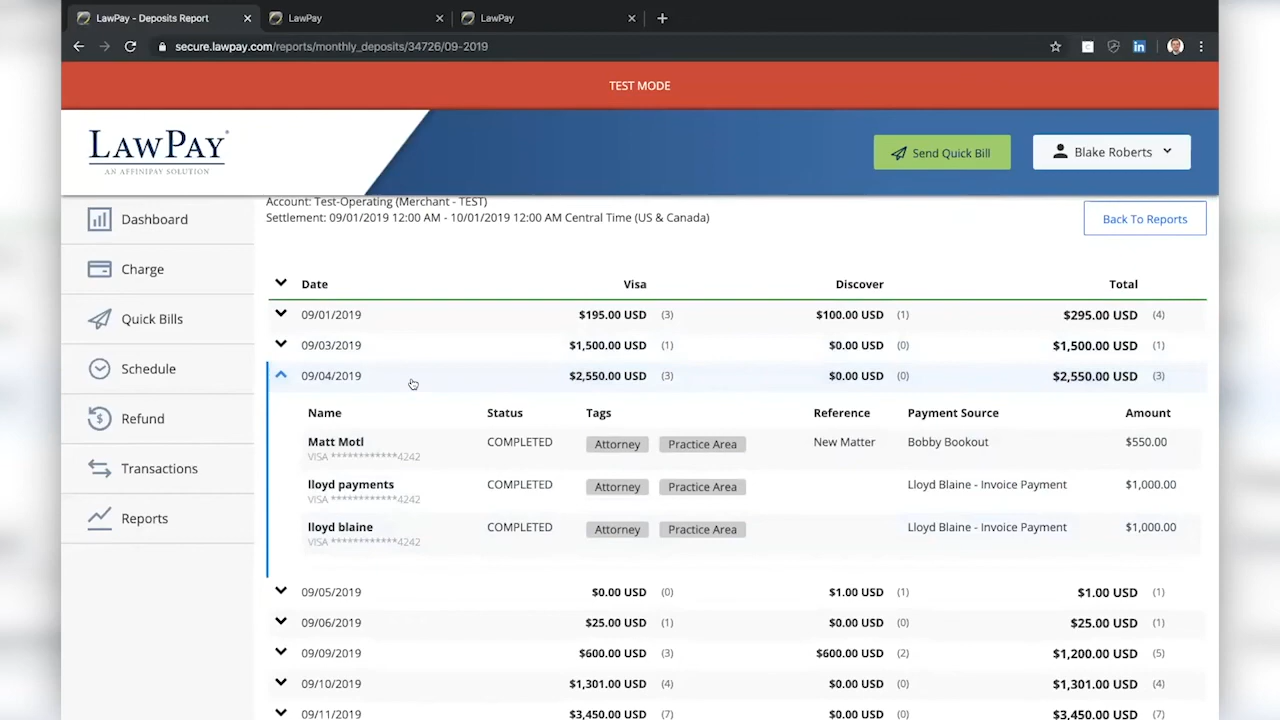 LawPay - Deposits Report
LawPay
LawPay
secure.lawpay.com/reports/monthly_deposits/34726/09-2019
TEST MODE
LAWPAY
AN AFFINIPAY SOLUTION
Send Quick Bill
Blake Roberts
Dashboard
Charge
Quick Bills
Schedule
Refund
Transactions
Reports
Account: Test-Operating (Merchant - TEST)
Settlement: 09/01/2019 12:00 AM - 10/01/2019 12:00 AM Central Time (US & Canada)
Back To Reports
Date Visa Discover Total
09/01/2019 $195.00 USD (3) $100.00 USD (1) $295.00 USD (4)
09/03/2019 $1,500.00 USD (1) $0.00 USD (0) $1,500.00 USD (1)
09/04/2019 $2,550.00 USD (3) $0.00 USD (0) $2,550.00 USD (3)
Name Status Tags Reference Payment Source Amount
Matt Motl COMPLETED Attorney Practice Area New Matter Bobby Bookout $550.00
VISA ************4242
lloyd payments COMPLETED Attorney Practice Area Lloyd Blaine - Invoice Payment $1,000.00
VISA ************4242
lloyd blaine COMPLETED Attorney Practice Area Lloyd Blaine - Invoice Payment $1,000.00
VISA ************4242
09/05/2019 $0.00 USD (0) $1.00 USD (1) $1.00 USD (1)
09/06/2019 $25.00 USD (1) $0.00 USD (0) $25.00 USD (1)
09/09/2019 $600.00 USD (3) $600.00 USD (2) $1,200.00 USD (5)
09/10/2019 $1,301.00 USD (4) $0.00 USD (0) $1,301.00 USD (4)
09/11/2019 $3,450.00 USD (7) $0.00 USD (0) $3,450.00 USD (7)